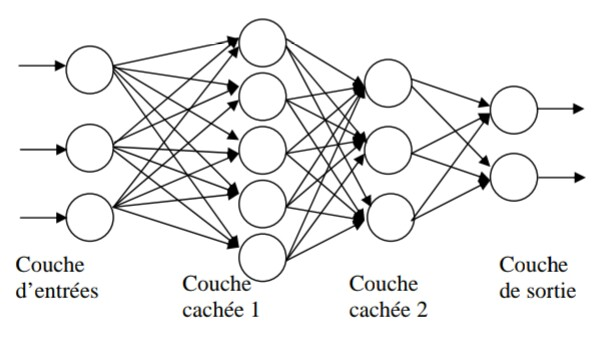 Couche
d’entrées
Couche
cachée 1
Couche
cachée 2
Couche
de sortie